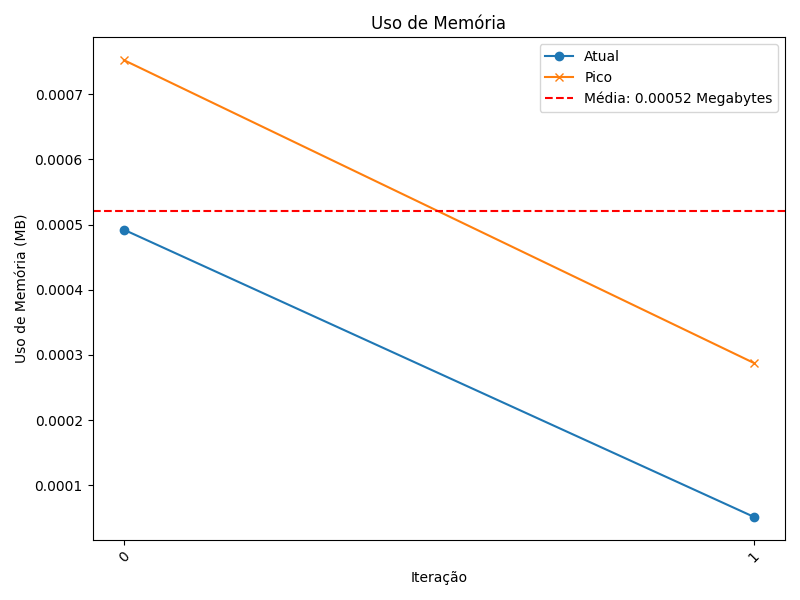 Uso de Memória
Atual
Pico
Média: 0.00052 Megabytes
Uso de Memória (MB)
0.0007
0.0006
0.0005
0.0004
0.0003
0.0002
0.0001
0
1
Iteração